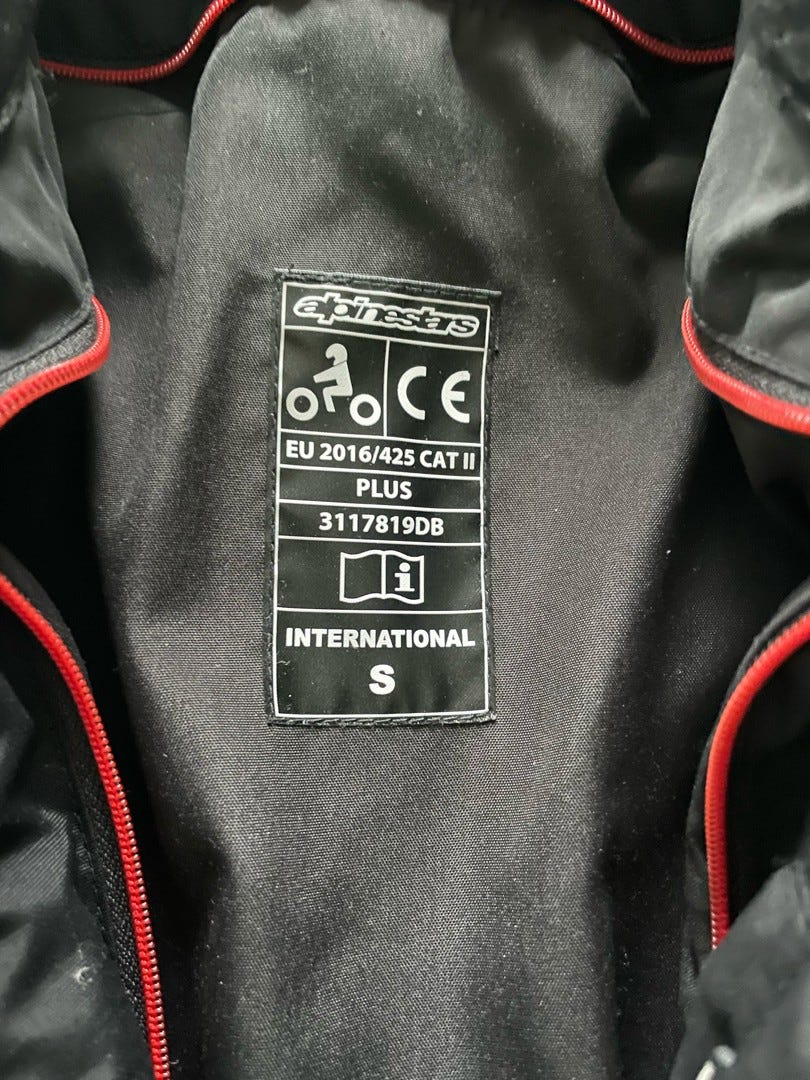 alpinestars
CE
EU 2016/425 CAT II
PLUS
3117819DB
i
INTERNATIONAL
S